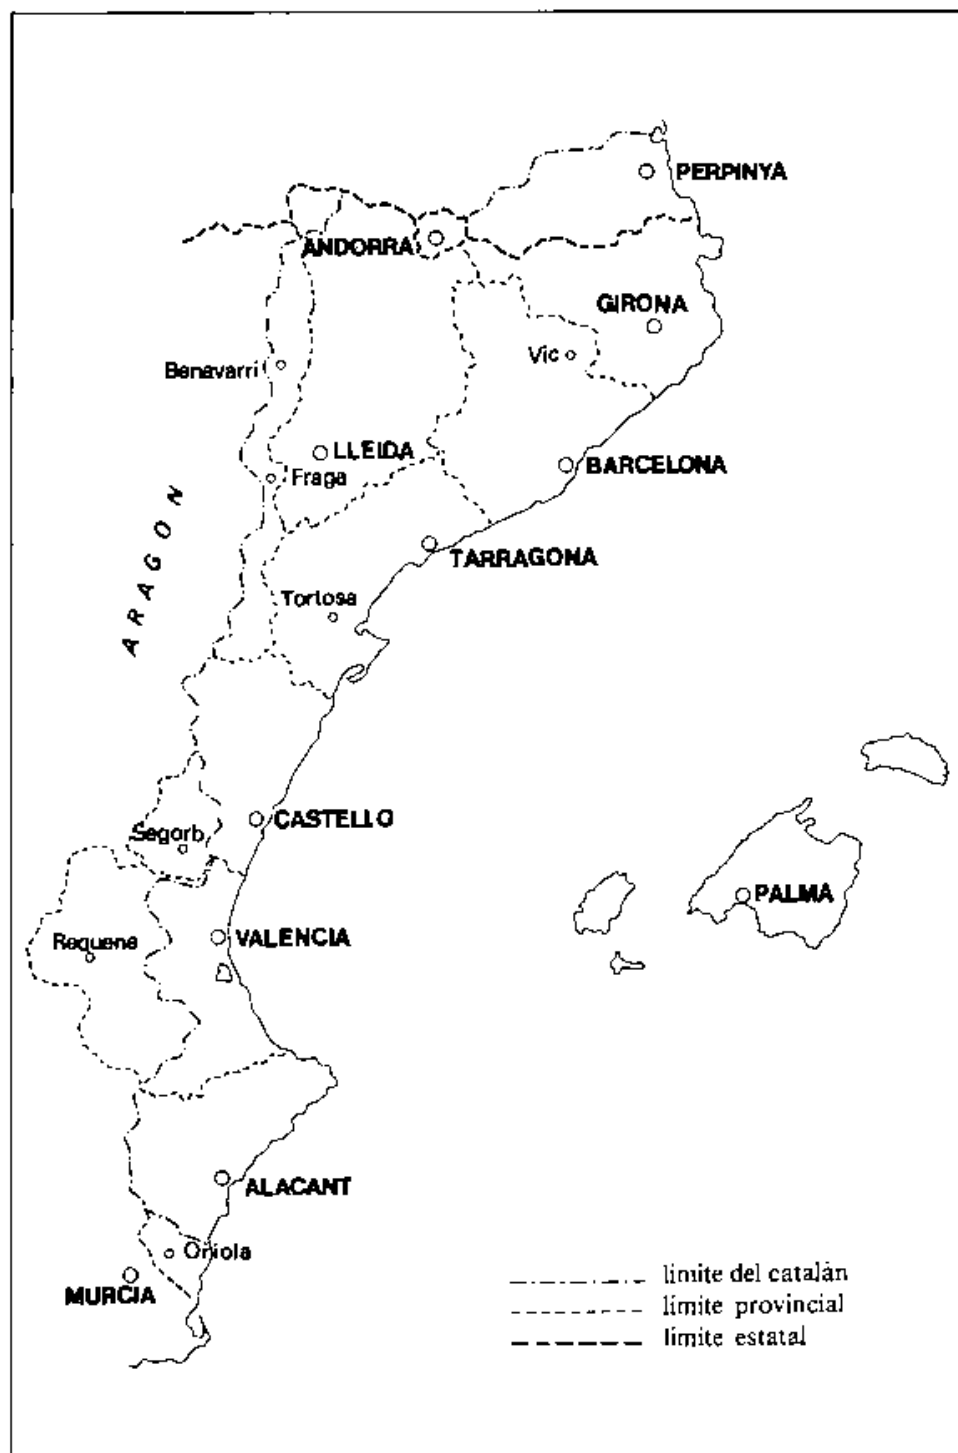 PERPINYA
ANDORRA
GIRONA
Vic
Benavarri
LLEIDA
BARCELONA
Fraga
ARAGON
TARRAGONA
Tortosa
CASTELLO
Segorb
PALMA
VALENCIA
Requena
ALACANT
Oriola
MURCIA
limite del catalán
límite provincial
límite estatal